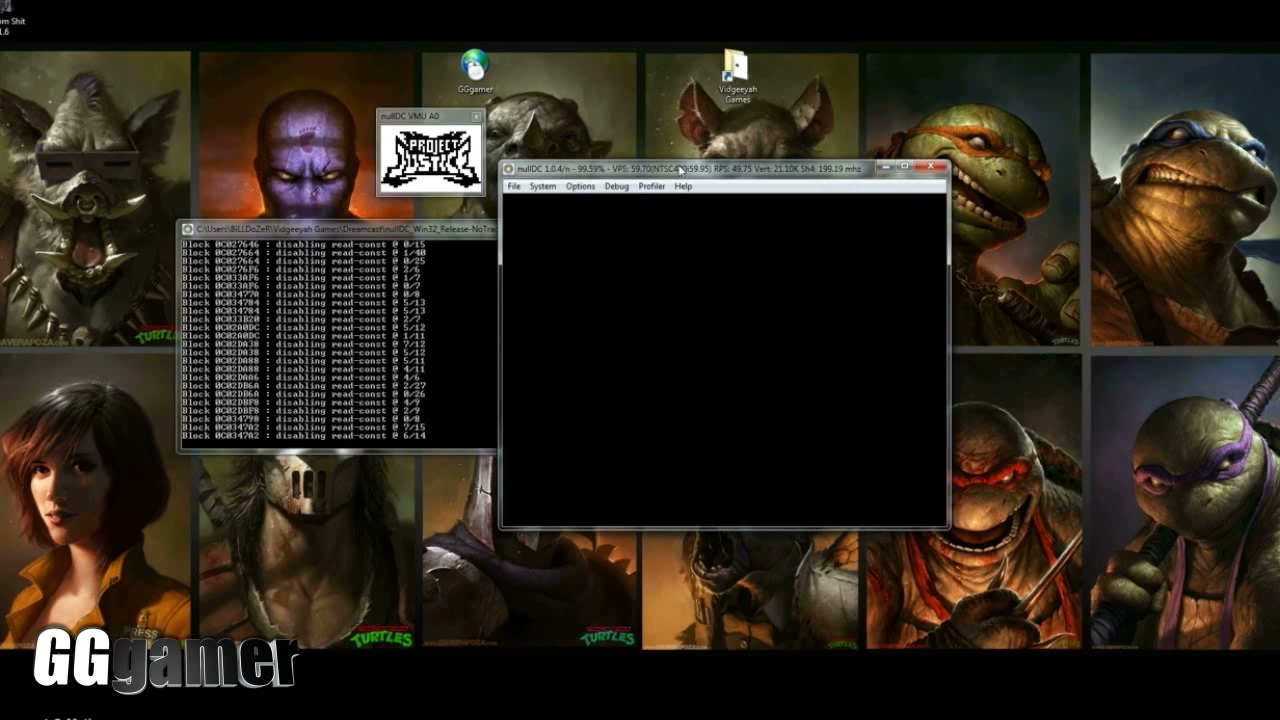 om Shit
1.6
GGgamer
Vidgeeyah
Games
nullDC VMU A0
PROJECT
JUSTICE
nullDC 1.0.4/n - 99.59% - VPS: 59.70(NTSC 59.95) RPS: 49.75 Vert: 21.10K Sh4: 199.19 mhz
File System Options Debug Profiler Help
C:\Users\BiLLDoZeR\Vidgeeyah Games\Dreamcast\nullDC_Win32_Release-NoTrac
Block 0C027646 : disabling read-const @ 0/15
Block 0C027664 : disabling read-const @ 1/40
Block 0C027664 : disabling read-const @ 0/25
Block 0C0276F6 : disabling read-const @ 2/6
Block 0C033AF6 : disabling read-const @ 1/7
Block 0C033AF6 : disabling read-const @ 0/7
Block 0C03477A : disabling read-const @ 0/8
Block 0C034784 : disabling read-const @ 5/13
Block 0C034784 : disabling read-const @ 5/13
Block 0C033B20 : disabling read-const @ 2/7
Block 0C02A0DC : disabling read-const @ 5/12
Block 0C02A0DC : disabling read-const @ 1/11
Block 0C02DA38 : disabling read-const @ 7/12
Block 0C02DA38 : disabling read-const @ 5/12
Block 0C02DA88 : disabling read-const @ 5/11
Block 0C02DA88 : disabling read-const @ 4/11
Block 0C02DAA6 : disabling read-const @ 4/6
Block 0C02DB6A : disabling read-const @ 2/27
Block 0C02DB6A : disabling read-const @ 0/26
Block 0C02DBF8 : disabling read-const @ 4/9
Block 0C02DBF8 : disabling read-const @ 2/9
Block 0C034798 : disabling read-const @ 0/8
Block 0C0347A2 : disabling read-const @ 7/15
Block 0C0347A2 : disabling read-const @ 6/14
TURTLES
TURTLES
DAVERAPOZA.com
PRESS
TURTLES
TURTLES
GGgamer